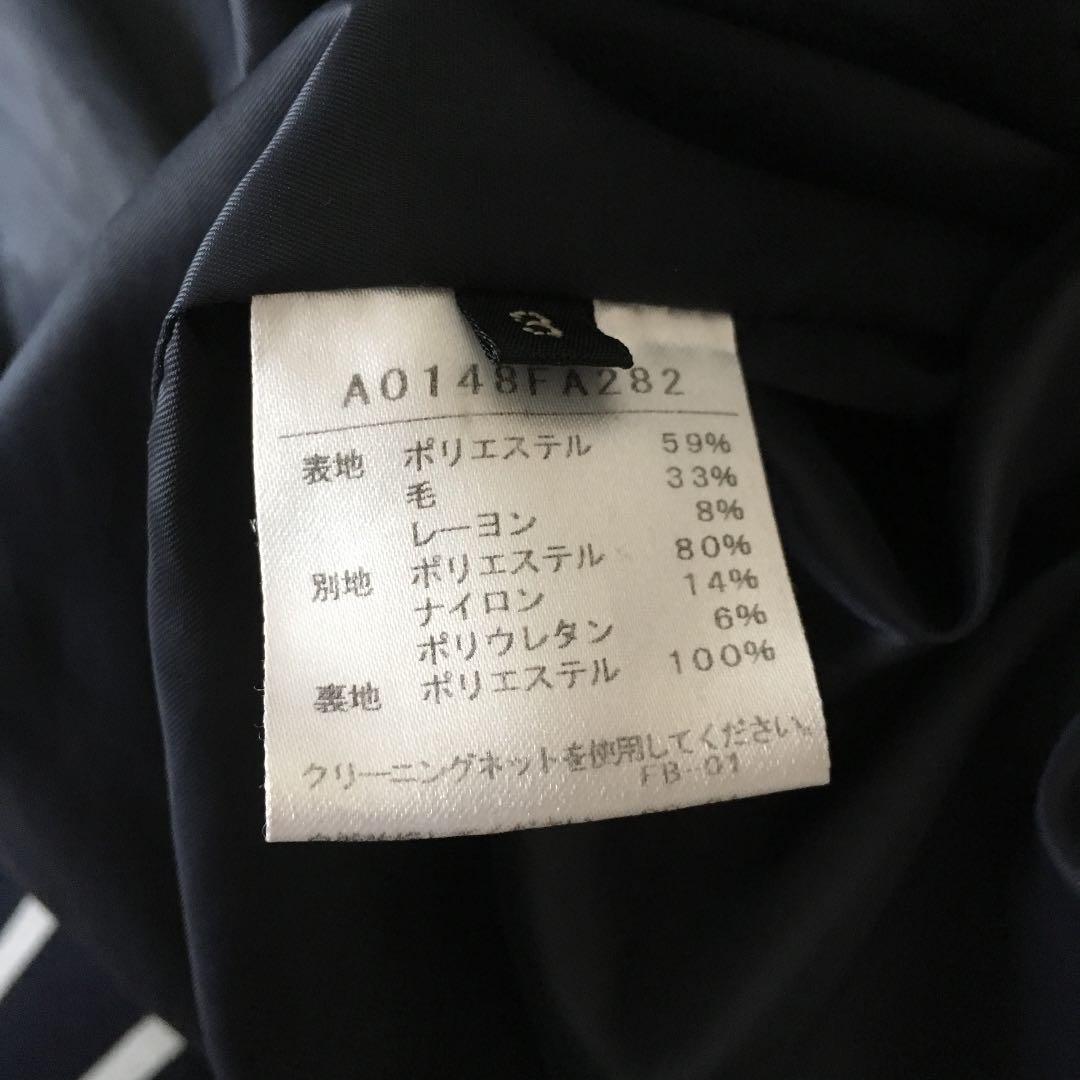 A0148FA282
表地 ポリエステル 59%
毛 33%
レーヨン 8%
別地 ポリエステル 80%
ナイロン 14%
ポリウレタン 6%
裏地 ポリエステル 100%
クリーニングネットを使用してください。
FB-01